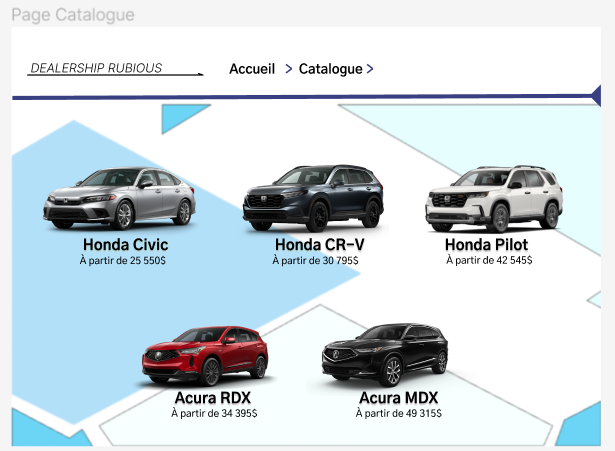 Page Catalogue
DEALERSHIP RUBIOUS
Accueil > Catalogue >
Honda Civic
À partir de 25 550$
Honda CR-V
À partir de 30 795$
Honda Pilot
À partir de 42 545$
Acura RDX
À partir de 34 395$
Acura MDX
À partir de 49 315$